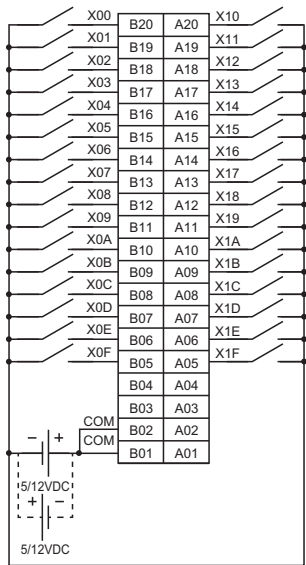 X00 B20 A20 X10
X01 B19 A19 X11
X02 B18 A18 X12
X03 B17 A17 X13
X04 B16 A16 X14
X05 B15 A15 X15
X06 B14 A14 X16
X07 B13 A13 X17
X08 B12 A12 X18
X09 B11 A11 X19
X0A B10 A10 X1A
X0B B09 A09 X1B
X0C B08 A08 X1C
X0D B07 A07 X1D
X0E B06 A06 X1E
X0F B05 A05 X1F
B04 A04
B03 A03
COM B02 A02
− + COM B01 A01
5/12VDC
+ −
5/12VDC